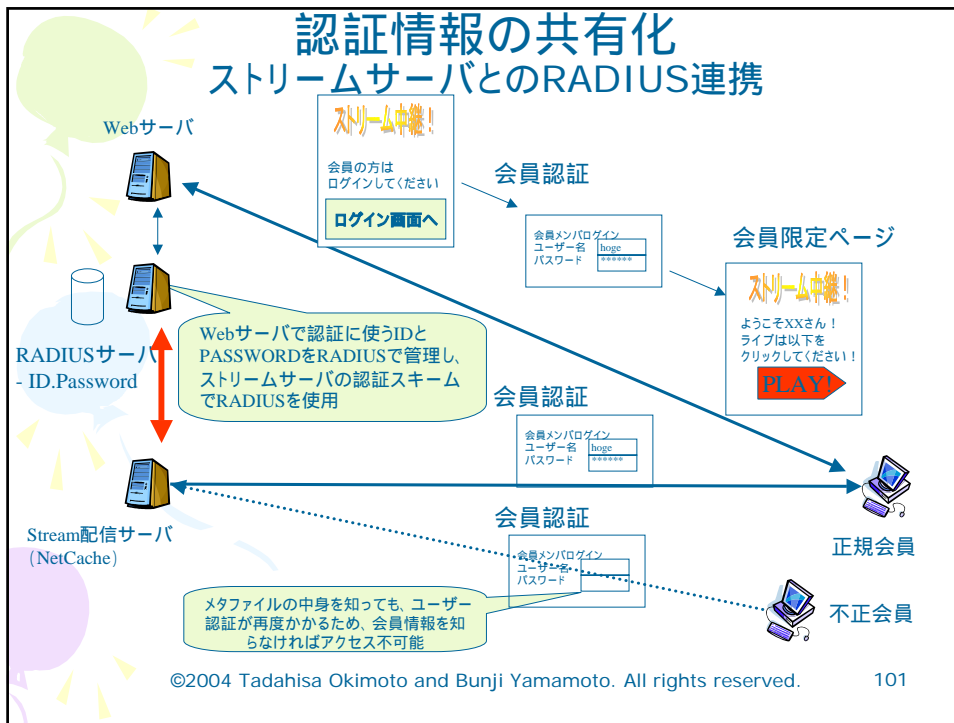 認証情報の共有化
ストリームサーバとのRADIUS連携
Webサーバ
ストリーム中継！
会員の方は
ログインしてください
ログイン画面へ
会員認証
会員メンバログイン
ユーザー名 hoge
パスワード ******
会員限定ページ
ストリーム中継！
ようこそXXさん！
ライブは以下を
クリックしてください！
PLAY!
RADIUSサーバ
- ID.Password
Webサーバで認証に使うIDと
PASSWORDをRADIUSで管理し、
ストリームサーバの認証スキーム
でRADIUSを使用
会員認証
会員メンバログイン
ユーザー名 hoge
パスワード ******
Stream配信サーバ
(NetCache)
正規会員
会員認証
会員メンバログイン
ユーザー名
パスワード
不正会員
メタファイルの中身を知っても、ユーザー
認証が再度かかるため、会員情報を知
らなければアクセス不可能
©2004 Tadahisa Okimoto and Bunji Yamamoto. All rights reserved.
101